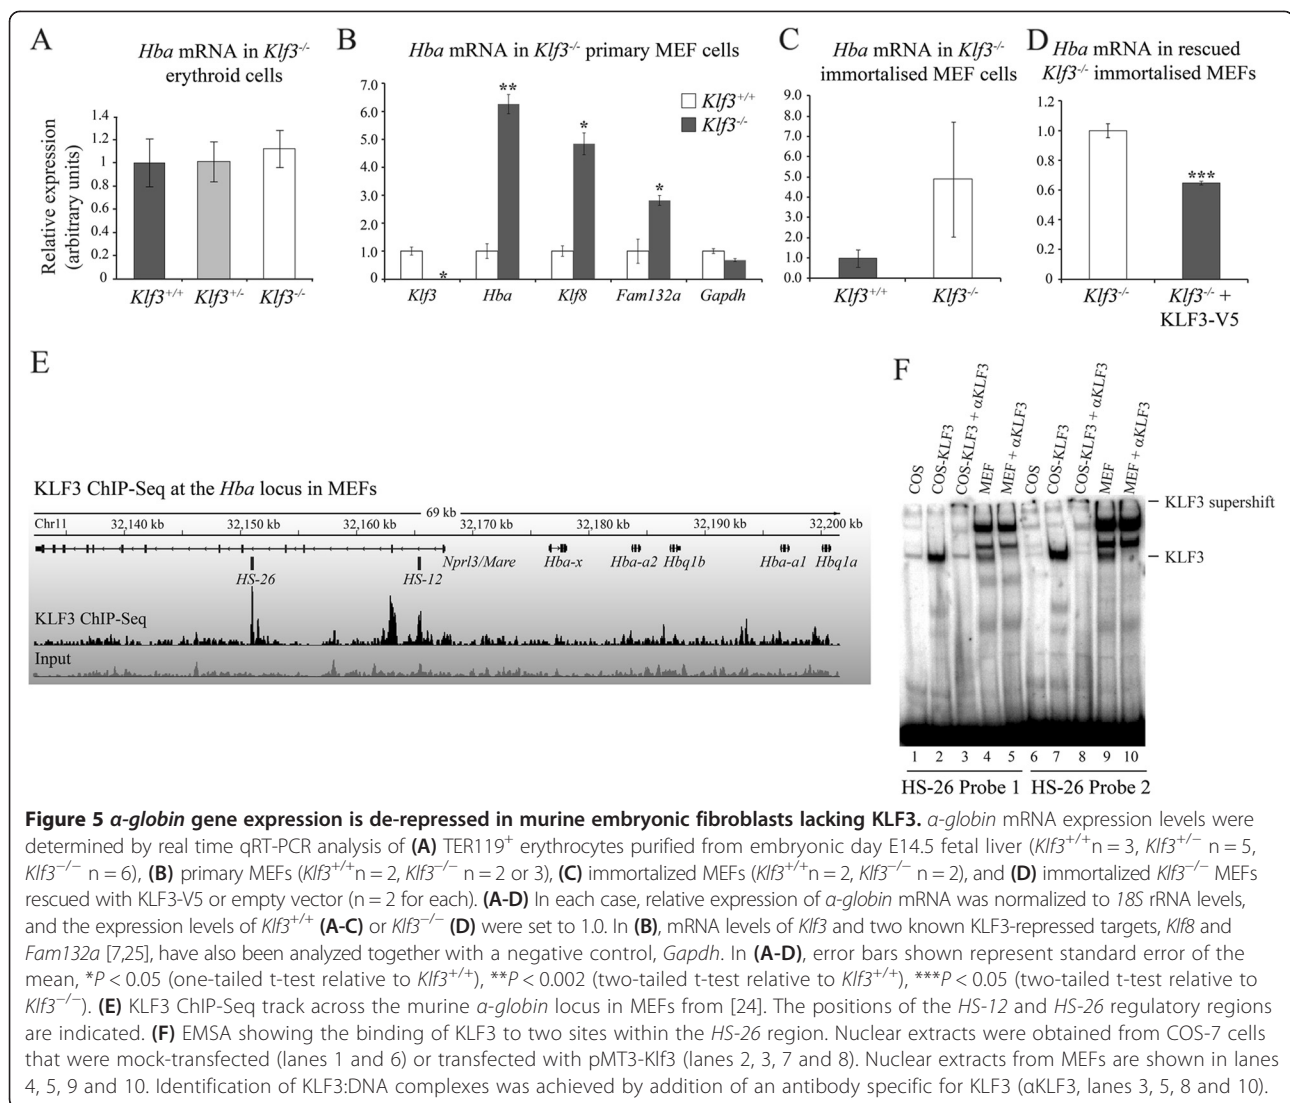 A
Hba mRNA in Klf3-/-
erythroid cells
Relative expression
(arbitrary units)
1.4
1.2
1
0.8
0.6
0.4
0.2
0
Klf3+/+ Klf3+/- Klf3-/-
B
Hba mRNA in Klf3-/- primary MEF cells
7.0
6.0
5.0
4.0
3.0
2.0
1.0
0
**
*
*
*
Klf3+/+
Klf3-/-
Klf3 Hba Klf8 Fam132a Gapdh
C
Hba mRNA in Klf3-/-
immortalised MEF cells
9.0
8.0
7.0
6.0
5.0
4.0
3.0
2.0
1.0
0.0
Klf3+/+ Klf3-/-
D
Hba mRNA in rescued
Klf3-/- immortalised MEFs
1.2
1.0
0.8
0.6
0.4
0.2
0
***
Klf3-/- Klf3-/- +
KLF3-V5
E
KLF3 ChIP-Seq at the Hba locus in MEFs
69 kb
Chr11 32,140 kb 32,150 kb 32,160 kb 32,170 kb 32,180 kb 32,190 kb 32,200 kb
Nprl3/Mare Hba-x Hba-a2 Hbq1b Hba-a1 Hbq1a
HS-26 HS-12
KLF3 ChIP-Seq
Input
F
COS
COS-KLF3
COS-KLF3 + αKLF3
MEF
MEF + αKLF3
COS
COS-KLF3
COS-KLF3 + αKLF3
MEF
MEF + αKLF3
KLF3 supershift
KLF3
1 2 3 4 5 6 7 8 9 10
HS-26 Probe 1 HS-26 Probe 2
Figure 5 α-globin gene expression is de-repressed in murine embryonic fibroblasts lacking KLF3. α-globin mRNA expression levels were
determined by real time qRT-PCR analysis of (A) TER119+ erythrocytes purified from embryonic day E14.5 fetal liver (Klf3+/+n = 3, Klf3+/− n = 5,
Klf3−/− n = 6), (B) primary MEFs (Klf3+/+n = 2, Klf3−/− n = 2 or 3), (C) immortalized MEFs (Klf3+/+n = 2, Klf3−/− n = 2), and (D) immortalized Klf3−/− MEFs
rescued with KLF3-V5 or empty vector (n = 2 for each). (A-D) In each case, relative expression of α-globin mRNA was normalized to 18S rRNA levels,
and the expression levels of Klf3+/+ (A-C) or Klf3−/− (D) were set to 1.0. In (B), mRNA levels of Klf3 and two known KLF3-repressed targets, Klf8 and
Fam132a [7,25], have also been analyzed together with a negative control, Gapdh. In (A-D), error bars shown represent standard error of the
mean, *P < 0.05 (one-tailed t-test relative to Klf3+/+), **P < 0.002 (two-tailed t-test relative to Klf3+/+), ***P < 0.05 (two-tailed t-test relative to
Klf3−/−). (E) KLF3 ChIP-Seq track across the murine α-globin locus in MEFs from [24]. The positions of the HS-12 and HS-26 regulatory regions
are indicated. (F) EMSA showing the binding of KLF3 to two sites within the HS-26 region. Nuclear extracts were obtained from COS-7 cells
that were mock-transfected (lanes 1 and 6) or transfected with pMT3-Klf3 (lanes 2, 3, 7 and 8). Nuclear extracts from MEFs are shown in lanes
4, 5, 9 and 10. Identification of KLF3:DNA complexes was achieved by addition of an antibody specific for KLF3 (αKLF3, lanes 3, 5, 8 and 10).